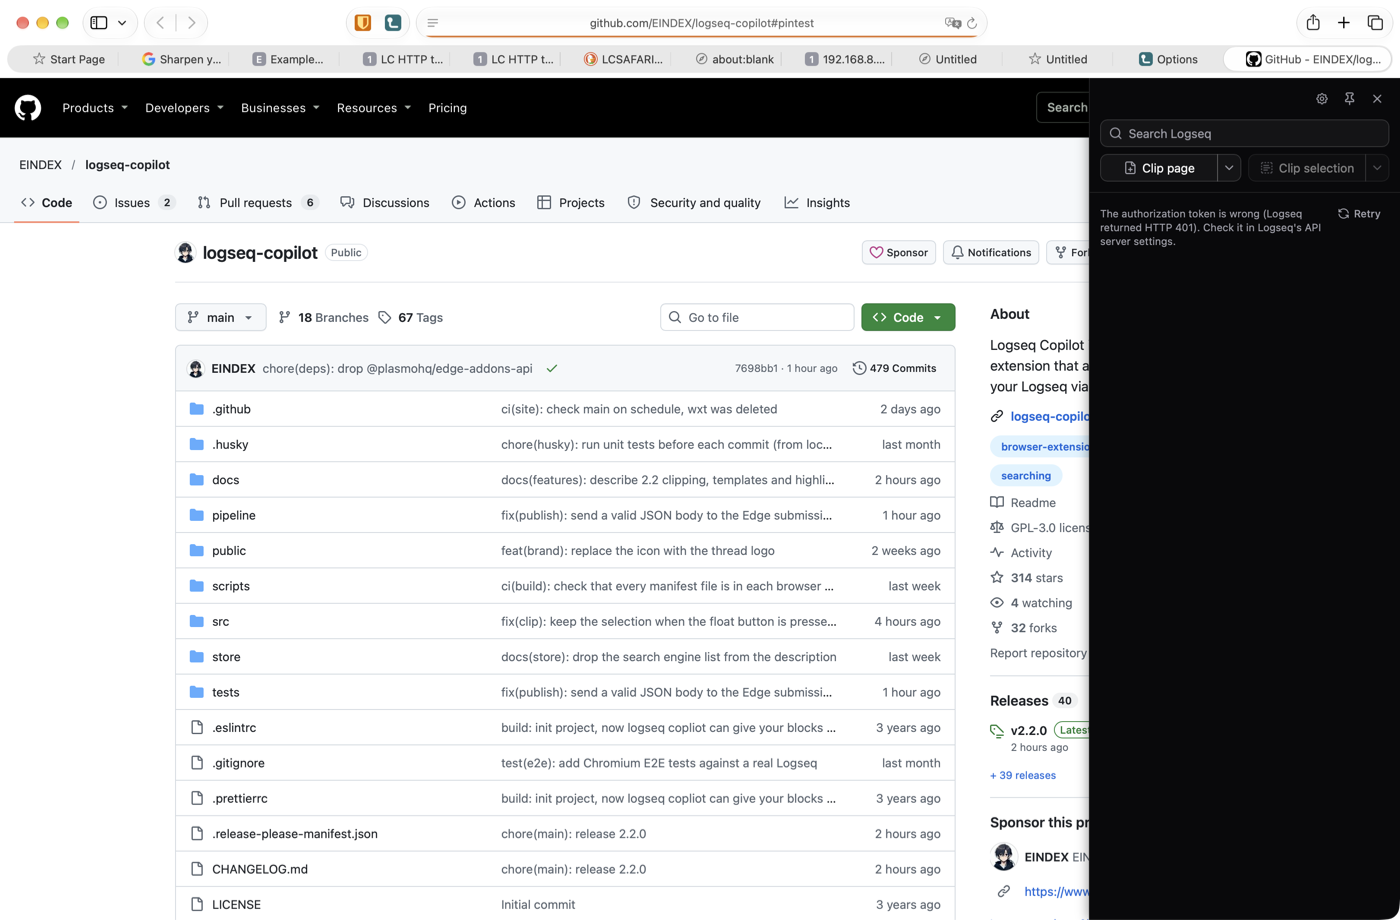 github.com/EINDEX/logseq-copilot#pintest
Start Page
Sharpen y...
Example...
LC HTTP t...
LC HTTP t...
LCSAFARI...
about:blank
192.168.8....
Untitled
Untitled
Options
GitHub - EINDEX/log...
Products
Developers
Businesses
Resources
Pricing
Search
EINDEX / logseq-copilot
Code
Issues 2
Pull requests 6
Discussions
Actions
Projects
Security and quality
Insights
logseq-copilot Public
Sponsor
Notifications
For
main
18 Branches
67 Tags
Go to file
Code
EINDEX chore(deps): drop @plasmohq/edge-addons-api
7698bb1 · 1 hour ago
479 Commits
.github ci(site): check main on schedule, wxt was deleted 2 days ago
.husky chore(husky): run unit tests before each commit (from loc... last month
docs docs(features): describe 2.2 clipping, templates and highli... 2 hours ago
pipeline fix(publish): send a valid JSON body to the Edge submissi... 1 hour ago
public feat(brand): replace the icon with the thread logo 2 weeks ago
scripts ci(build): check that every manifest file is in each browser ... last week
src fix(clip): keep the selection when the float button is presse... 4 hours ago
store docs(store): drop the search engine list from the description last week
tests fix(publish): send a valid JSON body to the Edge submissi... 1 hour ago
.eslintrc build: init project, now logseq copliot can give your blocks ... 3 years ago
.gitignore test(e2e): add Chromium E2E tests against a real Logseq last month
.prettierrc build: init project, now logseq copliot can give your blocks ... 3 years ago
.release-please-manifest.json chore(main): release 2.2.0 2 hours ago
CHANGELOG.md chore(main): release 2.2.0 2 hours ago
LICENSE Initial commit 3 years ago
About
Logseq Copilot
extension that a
your Logseq via
logseq-copilo
browser-extensio
searching
Readme
GPL-3.0 licens
Activity
314 stars
4 watching
32 forks
Report repository
Releases 40
v2.2.0 Latest
2 hours ago
+ 39 releases
Sponsor this pr
EINDEX EIN
https://www
Search Logseq
Clip page
Clip selection
The authorization token is wrong (Logseq
returned HTTP 401). Check it in Logseq's API
server settings.
Retry